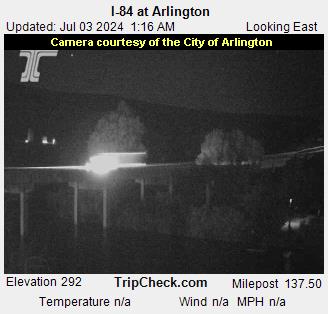 I-84 at Arlington
Updated: Jul 03 2024 1:16 AM Looking East
Camera courtesy of the City of Arlington
Elevation 292 TripCheck.com Milepost 137.50
Temperature n/a Wind n/a MPH n/a